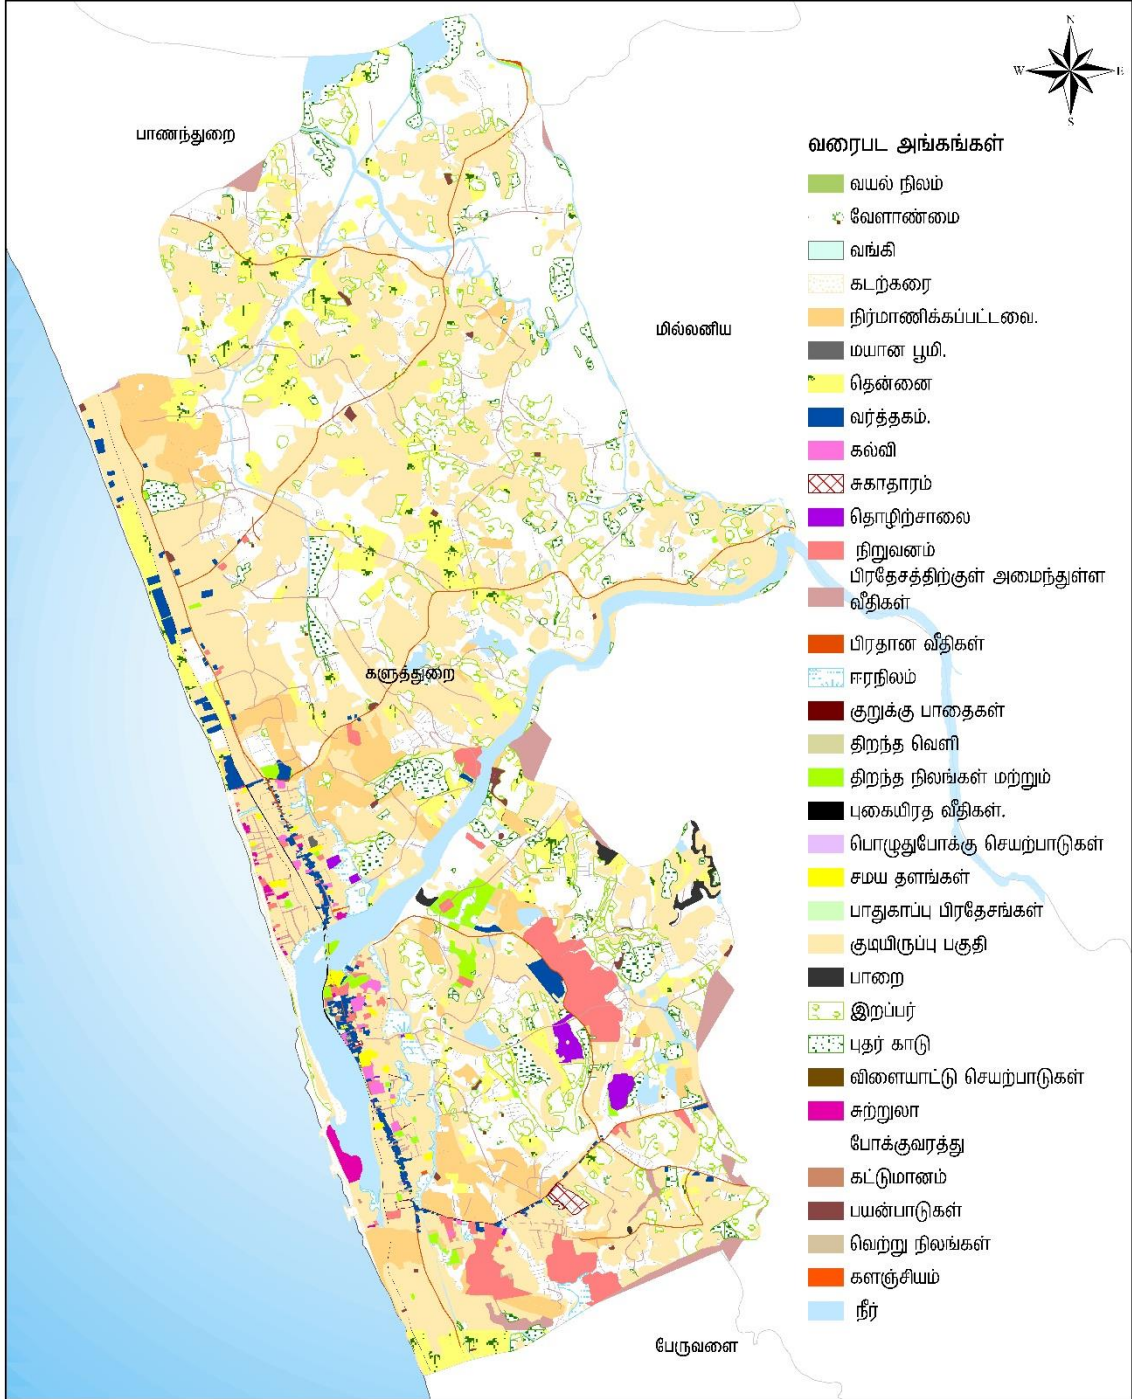 N
W
E
S
பாணந்துறை
மில்லனிய
களுத்துறை
பேருவளை
வரைபட அங்கங்கள்
வயல் நிலம்
வேளாண்மை
வங்கி
கடற்கரை
நிர்மாணிக்கப்பட்டவை.
மயான பூமி.
தென்னை
வர்த்தகம்.
கல்வி
சுகாதாரம்
தொழிற்சாலை
நிறுவனம்
பிரதேசத்திற்குள் அமைந்துள்ள
வீதிகள்
பிரதான வீதிகள்
ஈரநிலம்
குறுக்கு பாதைகள்
திறந்த வெளி
திறந்த நிலங்கள் மற்றும்
புகையிரத வீதிகள்.
பொழுதுபோக்கு செயற்பாடுகள்
சமய தளங்கள்
பாதுகாப்பு பிரதேசங்கள்
குடியிருப்பு பகுதி
பாறை
இறப்பர்
புதர் காடு
விளையாட்டு செயற்பாடுகள்
சுற்றுலா
போக்குவரத்து
கட்டுமானம்
பயன்பாடுகள்
வெற்று நிலங்கள்
களஞ்சியம்
நீர்